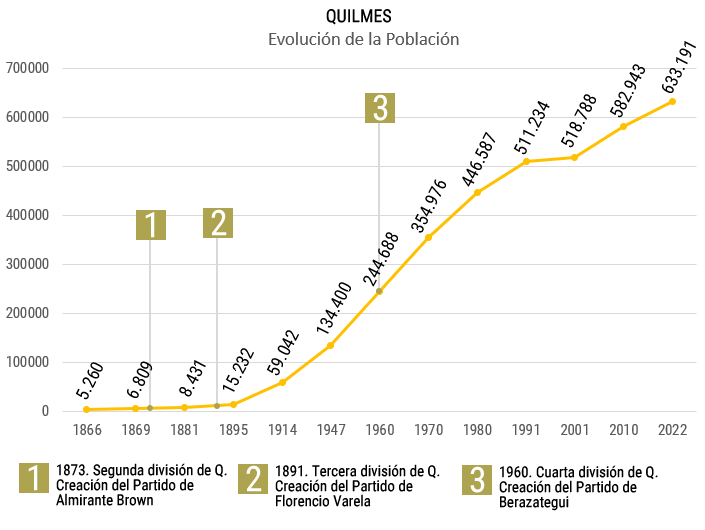 QUILMES
Evolución de la Población
700000
600000
500000
400000
300000
200000
100000
0
5.260
6.809
8.431
15.232
59.042
134.400
244.688
354.976
446.587
511.234
518.788
582.943
633.191
1
2
3
1866 1869 1881 1895 1914 1947 1960 1970 1980 1991 2001 2010 2022
1 1873. Segunda división de Q.
Creación del Partido de
Almirante Brown
2 1891. Tercera división de Q.
Creación del Partido de
Florencio Varela
3 1960. Cuarta división de Q.
Creación del Partido de
Berazategui